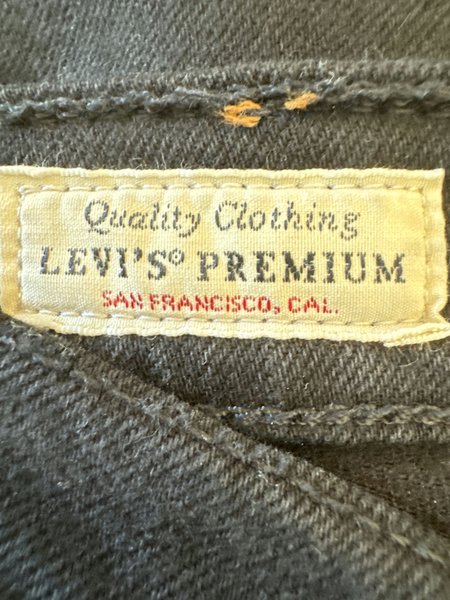 Quality Clothing
LEVI'S® PREMIUM
SAN FRANCISCO, CAL.